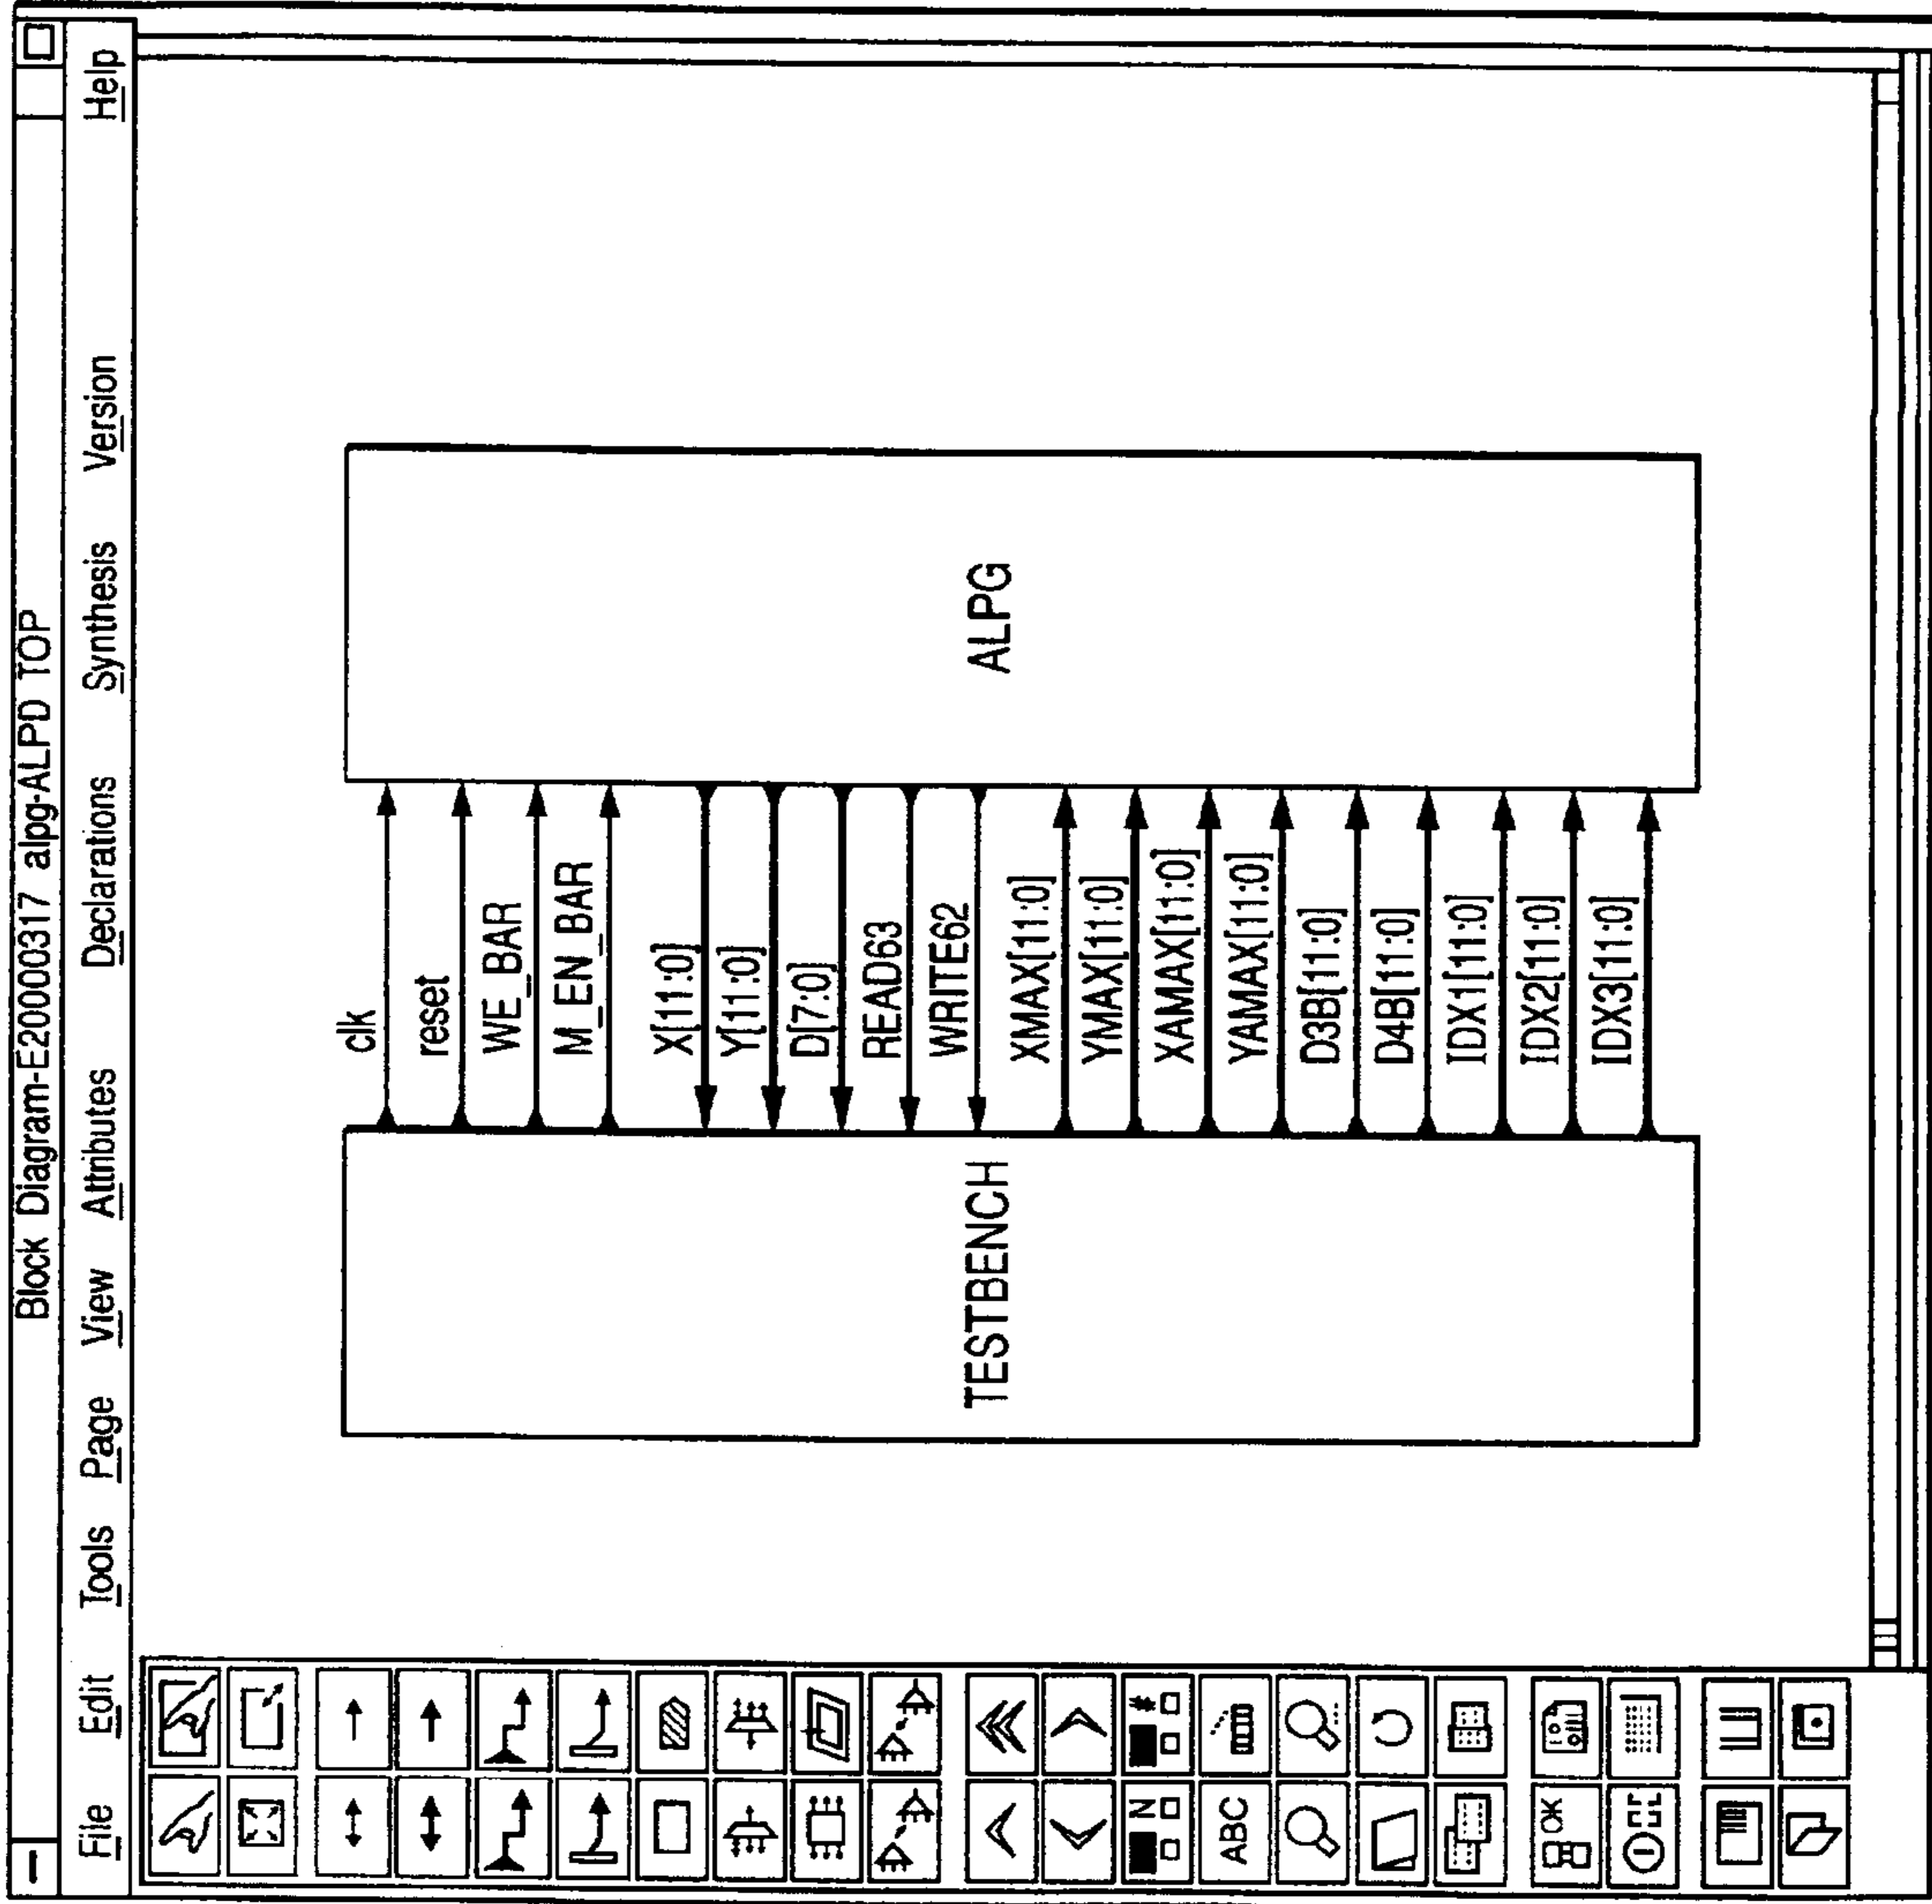 Block Diagram-E20000317 alpg-ALPD TOP
File Edit Tools Page View Attributes Declarations Synthesis Version Help
clk
reset
WE_BAR
M_EN_BAR
X[11:0]
Y[11:0]
D[7:0]
READ63
WRITE62
XMAX[11:0]
YMAX[11:0]
XAMAX[11:0]
YAMAX[11:0]
D3B[11:0]
D4B[11:0]
IDX1[11:0]
IDX2[11:0]
IDX3[11:0]
TESTBENCH
ALPG
N #
ABC
OK